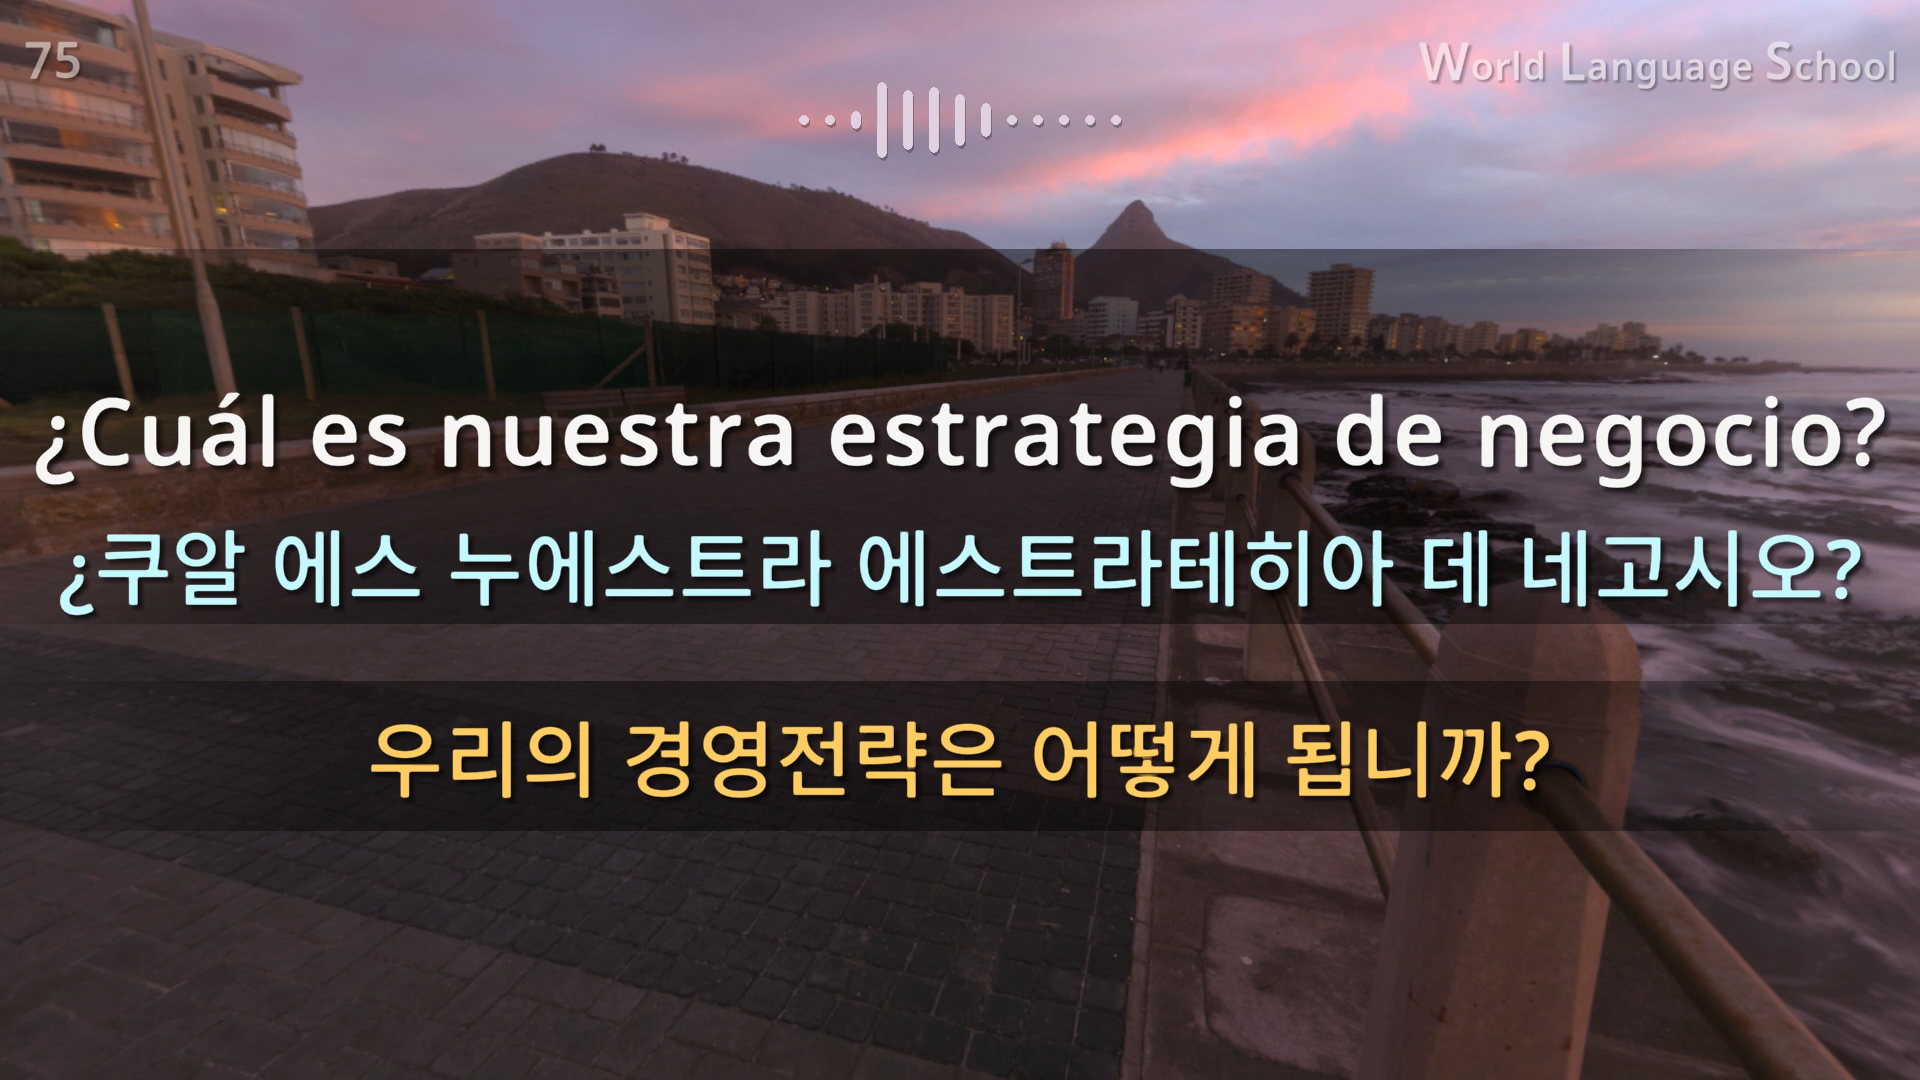 75
World Language School
¿Cuál es nuestra estrategia de negocio?
¿쿠알 에스 누에스트라 에스트라테히아 데 네고시오?
우리의 경영전략은 어떻게 됩니까?